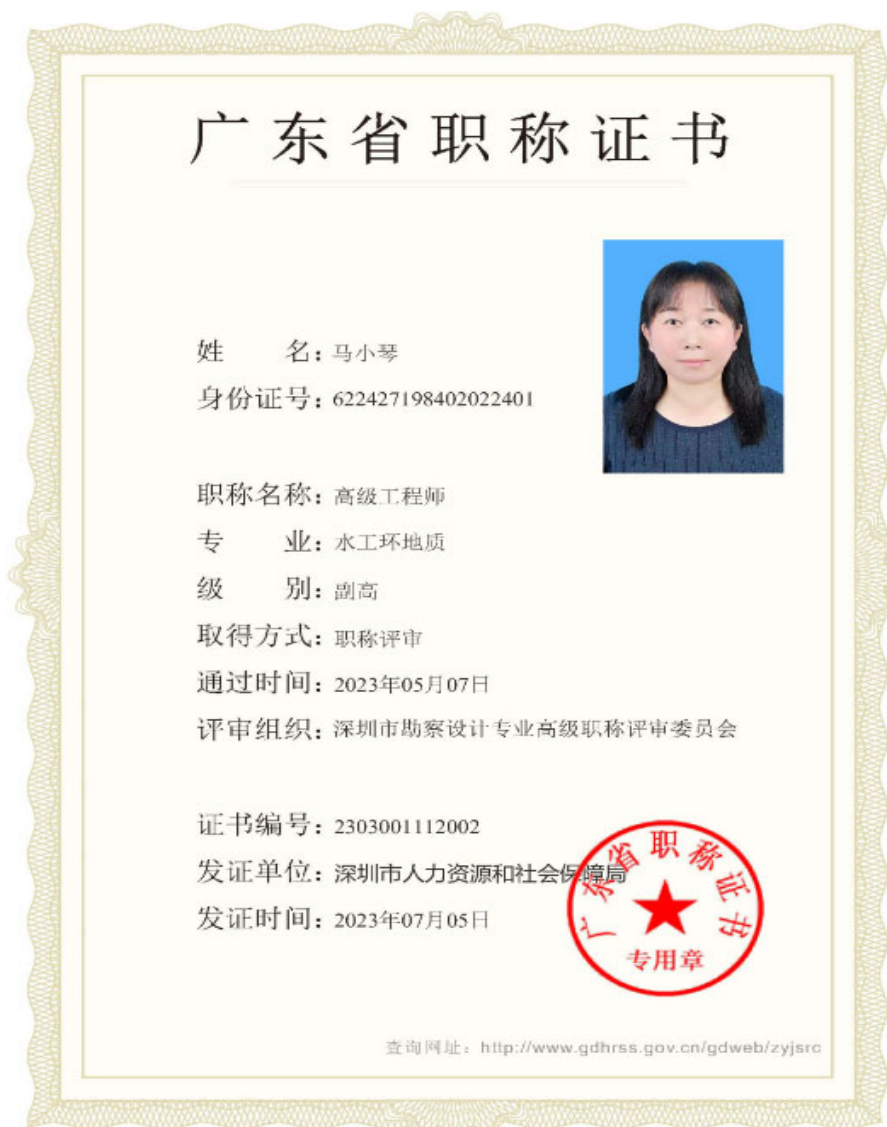 广东省职称证书
姓 名：马小琴
身份证号：622427198402022401
职称名称：高级工程师
专 业：水工环地质
级 别：副高
取得方式：职称评审
通过时间：2023年05月07日
评审组织：深圳市勘察设计专业高级职称评审委员会
证书编号：2303001112002
发证单位：深圳市人力资源和社会保障局
发证时间：2023年07月05日
广东省职称证书
专用章
查询网址：http://www.gdhrss.gov.cn/gdweb/zyjsrc